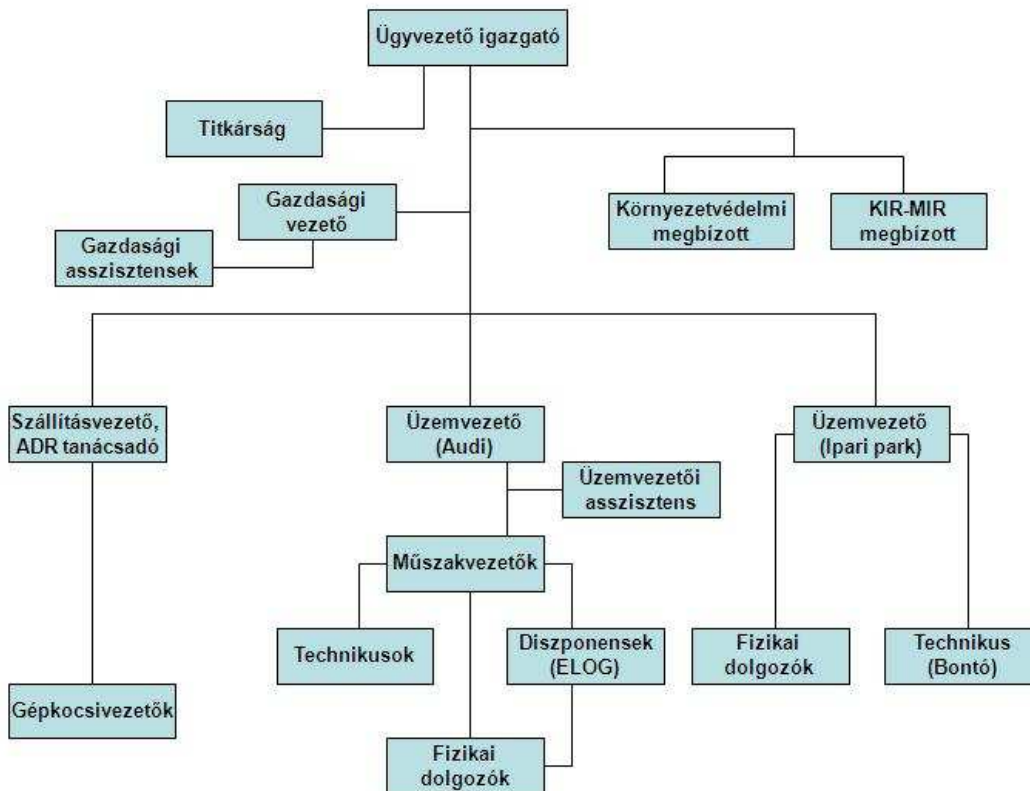 Ügyvezető igazgató
Titkárság
Gazdasági
vezető
Gazdasági
asszisztensek
Környezetvédelmi
megbízott
KIR-MIR
megbízott
Szállításvezető,
ADR tanácsadó
Üzemvezető
(Audi)
Üzemvezető
(Ipari park)
Üzemvezetői
asszisztens
Műszakvezetők
Technikusok
Diszponensek
(ELOG)
Fizikai
dolgozók
Technikus
(Bontó)
Gépkocsivezetők
Fizikai
dolgozók